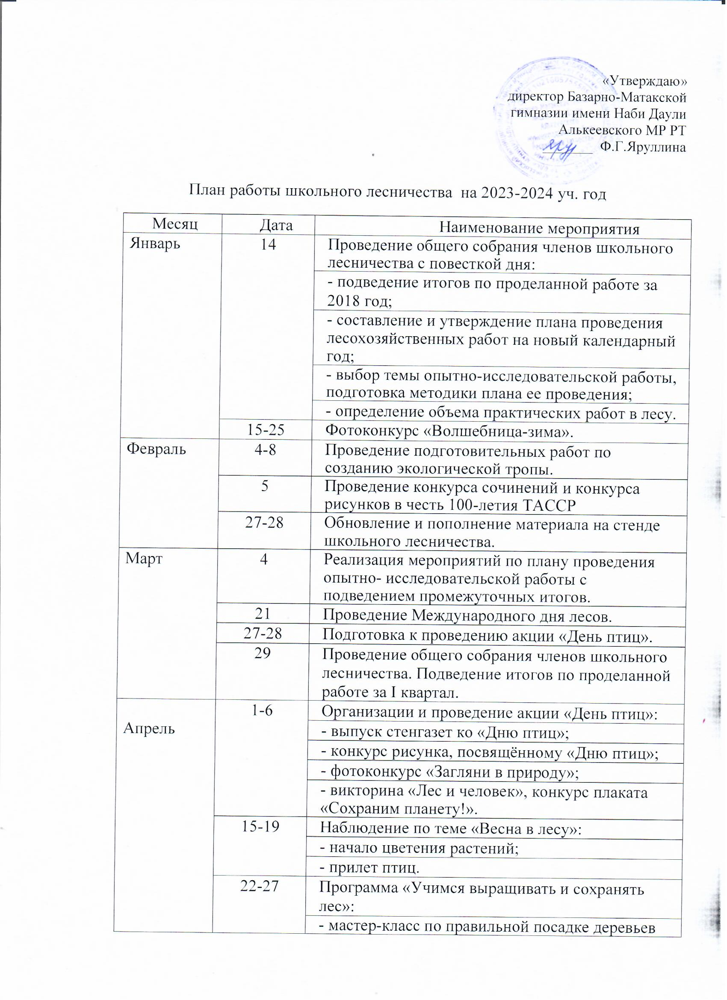 «Утверждаю»
директор Базарно-Матакской
гимназии имени Наби Даули
Алькеевского МР РТ
Ф.Г.Яруллина
План работы школьного лесничества на 2023-2024 уч. год
Месяц Дата Наименование мероприятия
Январь 14 Проведение общего собрания членов школьного
лесничества с повесткой дня:
- подведение итогов по проделанной работе за
2018 год;
- составление и утверждение плана проведения
лесохозяйственных работ на новый календарный
год;
- выбор темы опытно-исследовательской работы,
подготовка методики плана ее проведения;
- определение объема практических работ в лесу.
15-25 Фотоконкурс «Волшебница-зима».
Февраль 4-8 Проведение подготовительных работ по
созданию экологической тропы.
5 Проведение конкурса сочинений и конкурса
рисунков в честь 100-летия ТАССР
27-28 Обновление и пополнение материала на стенде
школьного лесничества.
Март 4 Реализация мероприятий по плану проведения
опытно- исследовательской работы с
подведением промежуточных итогов.
21 Проведение Международного дня лесов.
27-28 Подготовка к проведению акции «День птиц».
29 Проведение общего собрания членов школьного
лесничества. Подведение итогов по проделанной
работе за I квартал.
1-6 Организации и проведение акции «День птиц»:
Апрель - выпуск стенгазет ко «Дню птиц»;
- конкурс рисунка, посвящённому «Дню птиц»;
- фотоконкурс «Загляни в природу»;
- викторина «Лес и человек», конкурс плаката
«Сохраним планету!».
15-19 Наблюдение по теме «Весна в лесу»:
- начало цветения растений;
- прилет птиц.
22-27 Программа «Учимся выращивать и сохранять
лес»:
- мастер-класс по правильной посадке деревьев